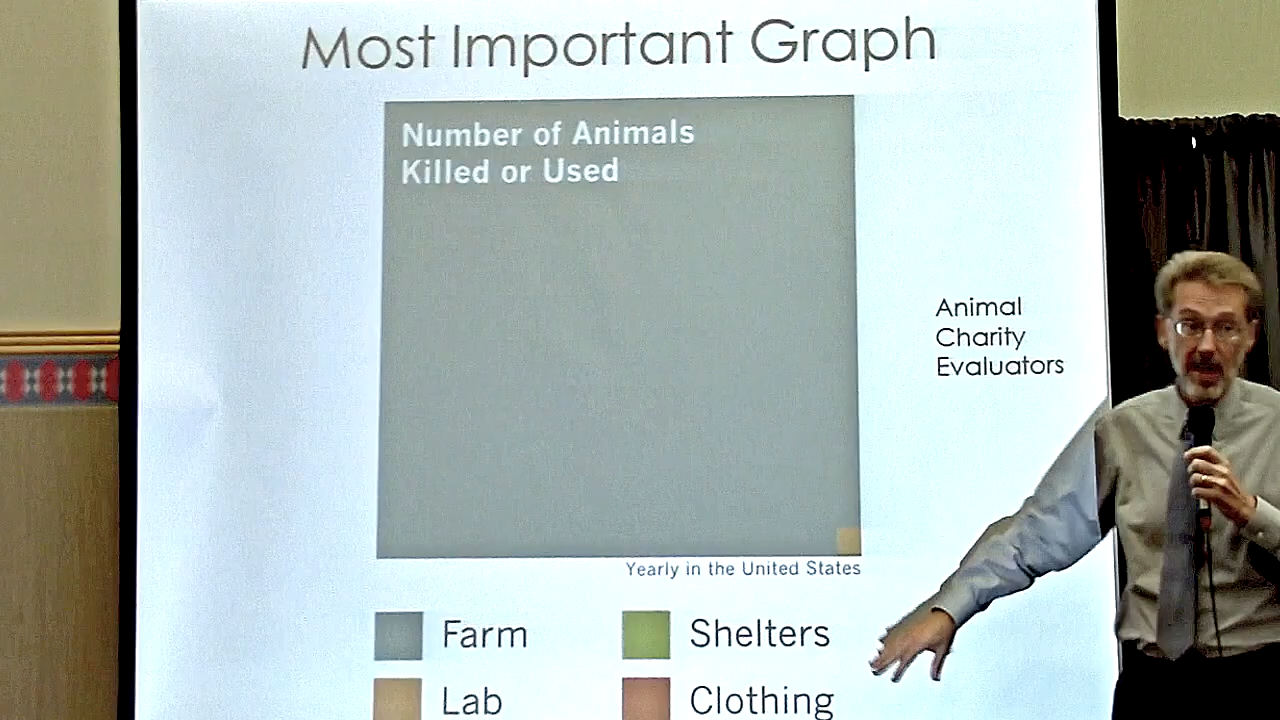 Most Important Graph
Number of Animals
Killed or Used
Animal
Charity
Evaluators
Yearly in the United States
Farm
Shelters
Lab
Clothing